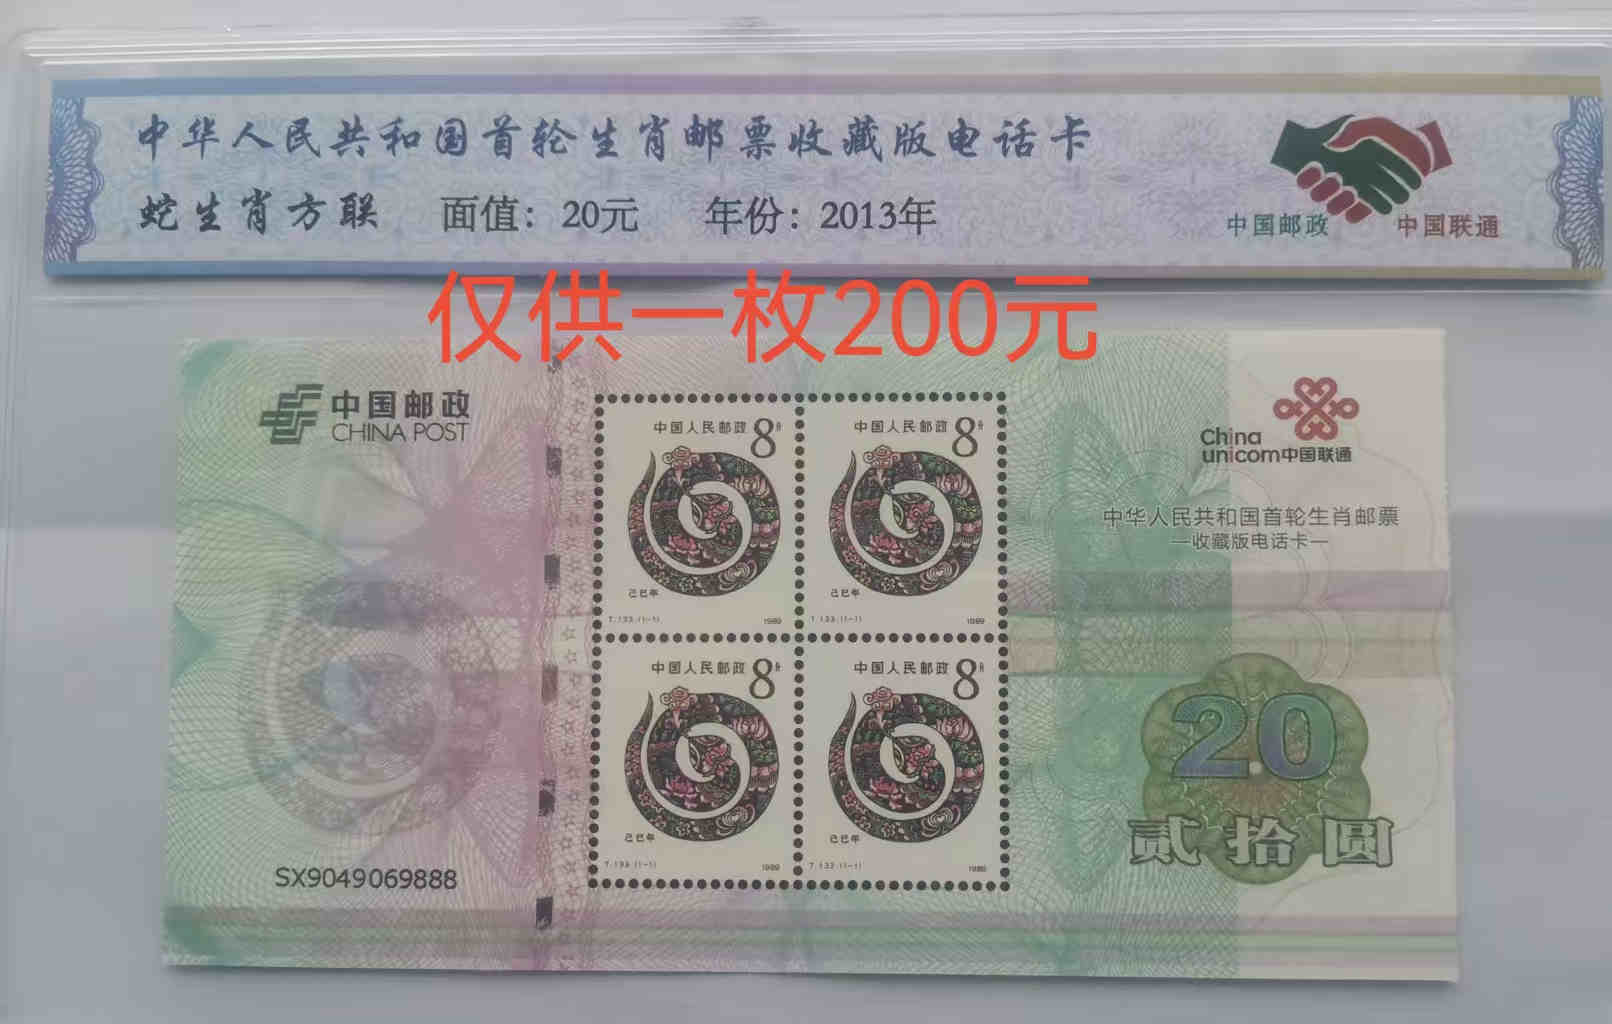 中华人民共和国首轮生肖邮票收藏版电话卡
蛇生肖方联 面值：20元 年份：2013年
中国邮政 中国联通
仅供一枚200元
中国邮政
CHINA POST
China
unicom中国联通
中华人民共和国首轮生肖邮票
—收藏版电话卡—
中国人民邮政 8分
己巳年
T.133.(1-1) 1989
中国人民邮政 8分
己巳年
T.133.(1-1) 1989
中国人民邮政 8分
己巳年
T.133.(1-1) 1989
中国人民邮政 8分
己巳年
T.133.(1-1) 1989
20
贰拾圆
SX9049069888